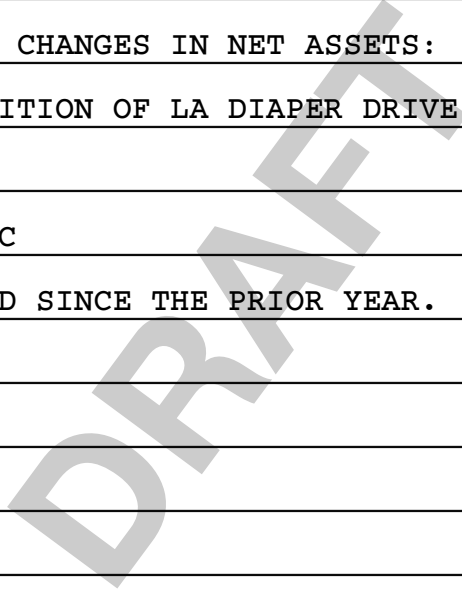 CHANGES IN NET ASSETS:
ITION OF LA DIAPER DRIVE
C
D SINCE THE PRIOR YEAR.
DRAFT